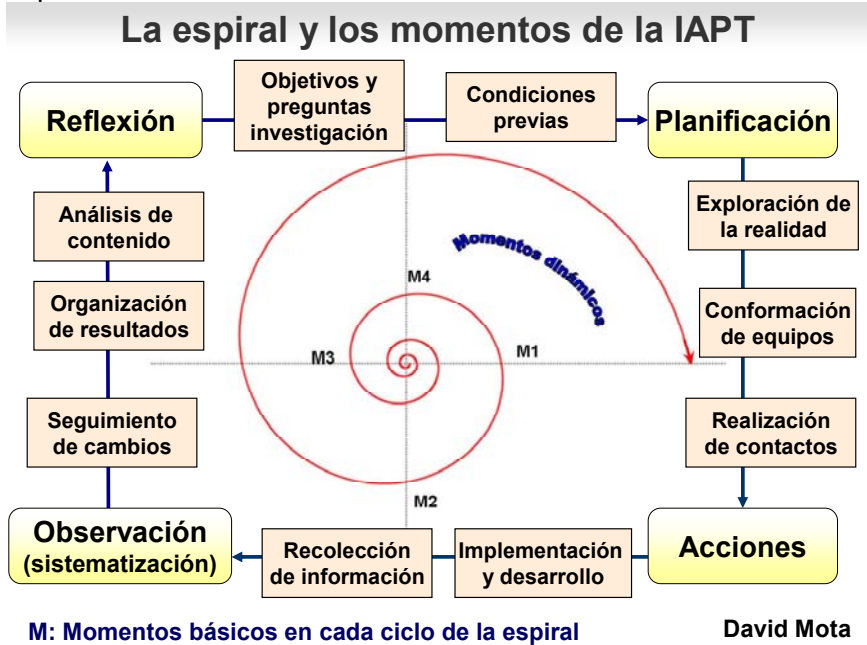 La espiral y los momentos de la IAPT
Reflexión
Objetivos y
preguntas
investigación
Condiciones
previas
Planificación
Análisis de
contenido
Exploración de
la realidad
Momentos dinámicos
M4
Organización
de resultados
Conformación
de equipos
M3
M1
Seguimiento
de cambios
Realización
de contactos
M2
Observación
(sistematización)
Recolección
de información
Implementación
y desarrollo
Acciones
M: Momentos básicos en cada ciclo de la espiral
David Mota